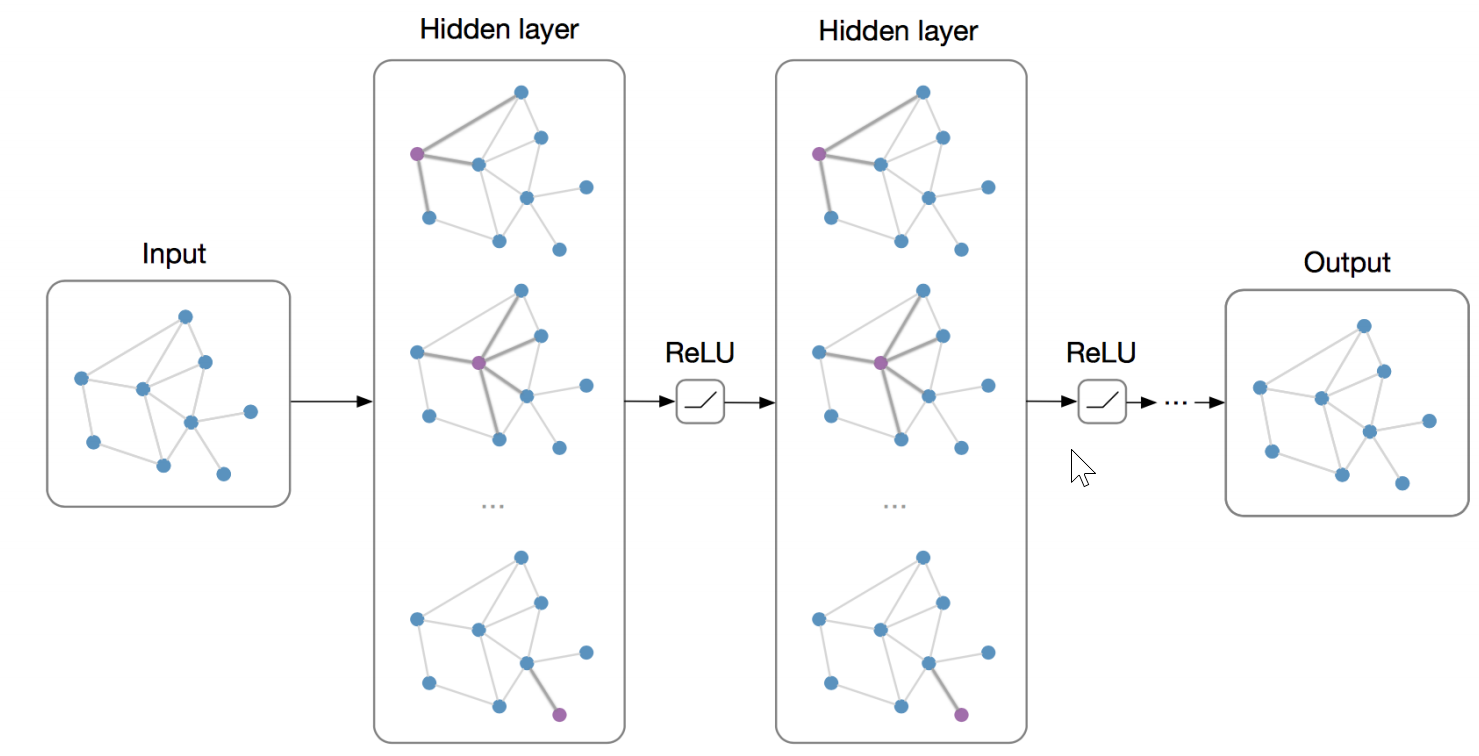 Hidden layer
Hidden layer
Input
Output
ReLU
ReLU
...
...
...